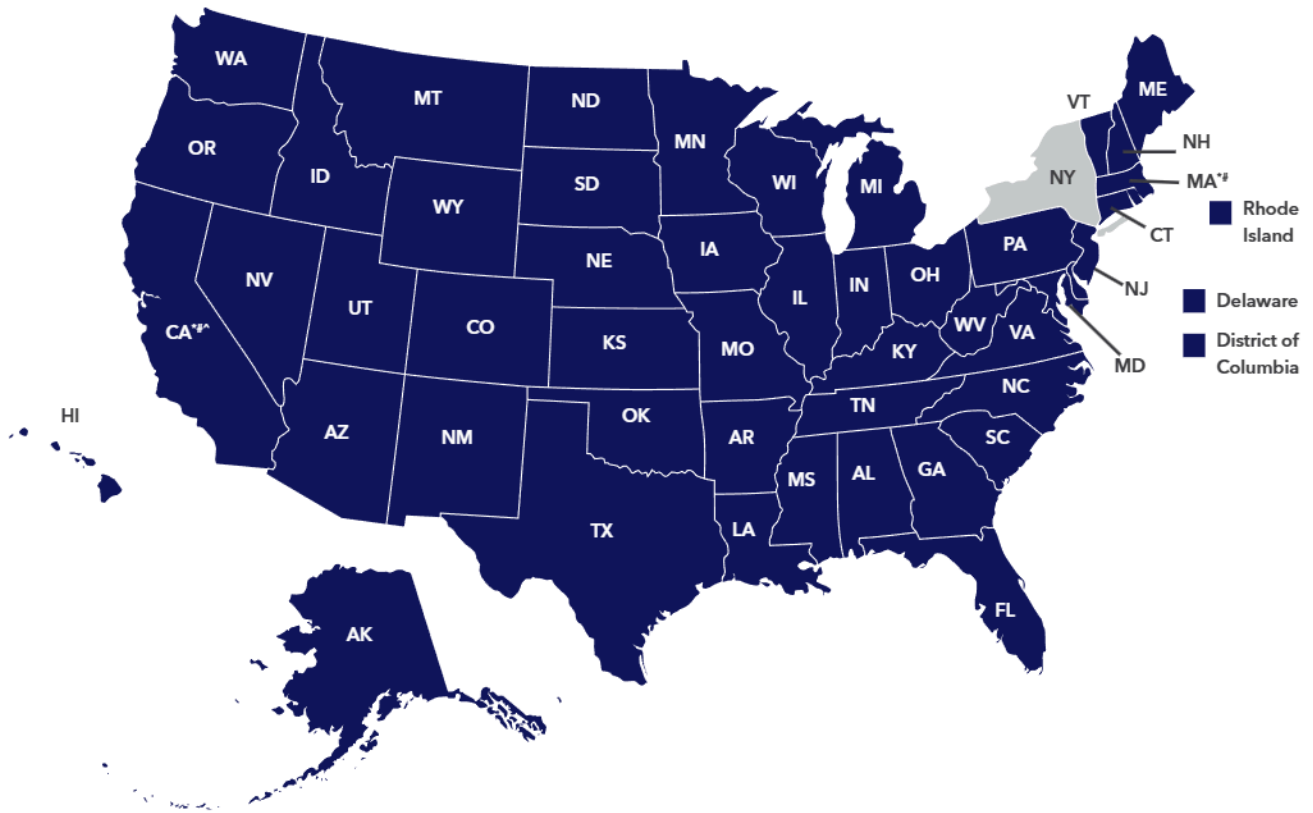 WA
MT
ND
MN
VT
ME
OR
ID
WY
SD
WI
MI
NY
NH
MA*#
Rhode
Island
CT
NV
UT
CO
NE
IA
IL
IN
OH
PA
NJ
Delaware
CA*#^
KS
MO
KY
WV
VA
MD
District of
Columbia
HI
AZ
NM
OK
AR
TN
NC
SC
MS
AL
GA
TX
LA
FL
AK